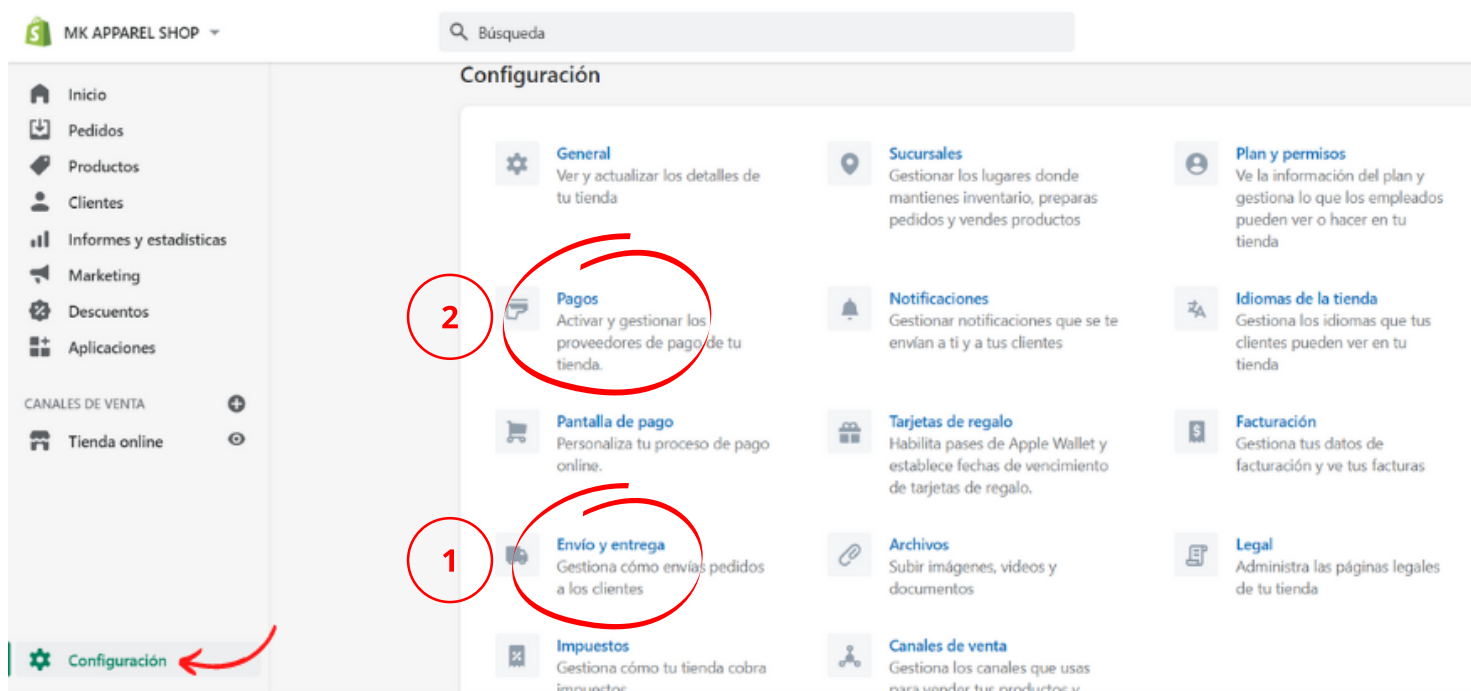 MK APPAREL SHOP
Búsqueda
Inicio
Pedidos
Productos
Clientes
Informes y estadísticas
Marketing
Descuentos
Aplicaciones
CANALES DE VENTA
Tienda online
Configuración
Configuración
General
Ver y actualizar los detalles de
tu tienda
Sucursales
Gestionar los lugares donde
mantienes inventario, preparas
pedidos y vendes productos
Plan y permisos
Ve la información del plan y
gestiona lo que los empleados
pueden ver o hacer en tu
tienda
2
Pagos
Activar y gestionar los
proveedores de pago de tu
tienda.
Notificaciones
Gestionar notificaciones que se te
envían a ti y a tus clientes
Idiomas de la tienda
Gestiona los idiomas que tus
clientes pueden ver en tu
tienda
Pantalla de pago
Personaliza tu proceso de pago
online.
Tarjetas de regalo
Habilita pases de Apple Wallet y
establece fechas de vencimiento
de tarjetas de regalo.
Facturación
Gestiona tus datos de
facturación y ve tus facturas
1
Envío y entrega
Gestiona cómo envías pedidos
a los clientes
Archivos
Subir imágenes, videos y
documentos
Legal
Administra las páginas legales
de tu tienda
Impuestos
Gestiona cómo tu tienda cobra
impuestos
Canales de venta
Gestiona los canales que usas
para vender tus productos y